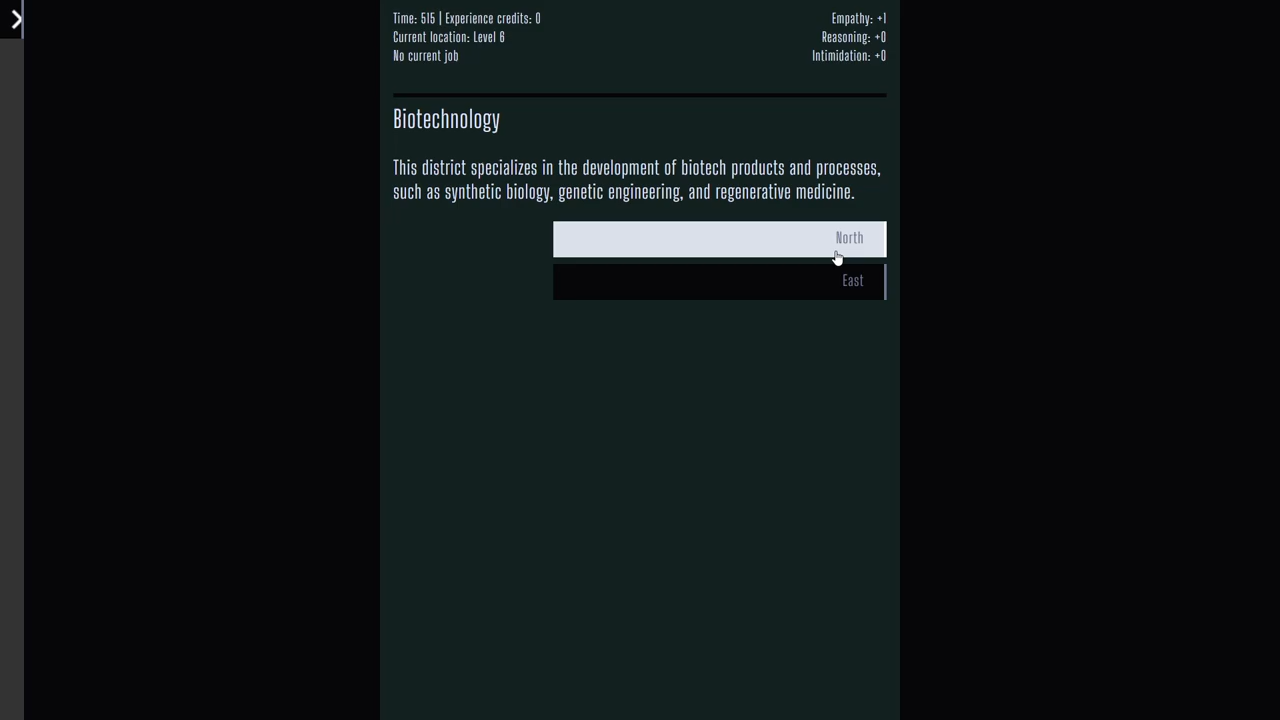 Time: 515 | Experience credits: 0
Current location: Level 6
No current job
Empathy: +1
Reasoning: +0
Intimidation: +0
Biotechnology
This district specializes in the development of biotech products and processes,
such as synthetic biology, genetic engineering, and regenerative medicine.
North
East